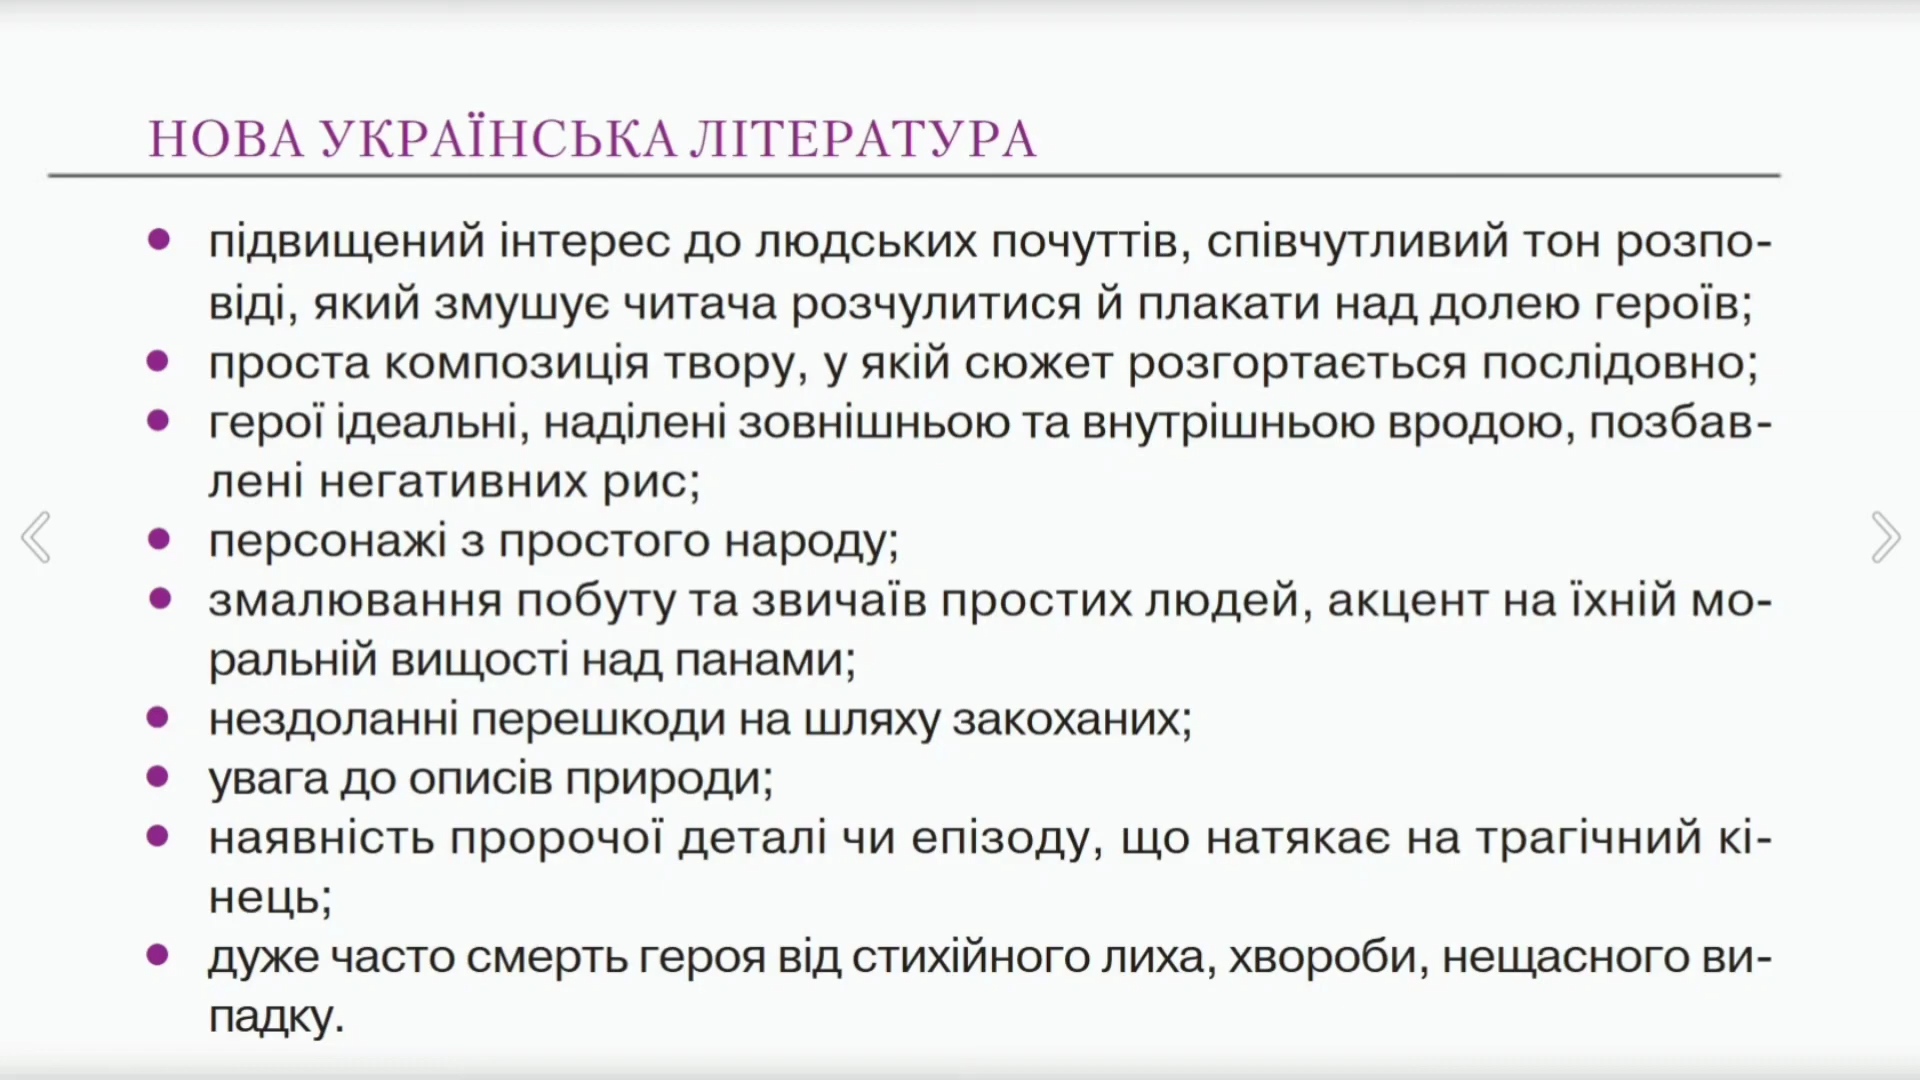 НОВА УКРАЇНСЬКА ЛІТЕРАТУРА
● підвищений інтерес до людських почуттів, співчутливий тон розпо-
віді, який змушує читача розчулитися й плакати над долею героїв;
● проста композиція твору, у якій сюжет розгортається послідовно;
● герої ідеальні, наділені зовнішньою та внутрішньою вродою, позбав-
лені негативних рис;
● персонажі з простого народу;
● змалювання побуту та звичаїв простих людей, акцент на їхній мо-
ральній вищості над панами;
● нездоланні перешкоди на шляху закоханих;
● увага до описів природи;
● наявність пророчої деталі чи епізоду, що натякає на трагічний кі-
нець;
● дуже часто смерть героя від стихійного лиха, хвороби, нещасного ви-
падку.